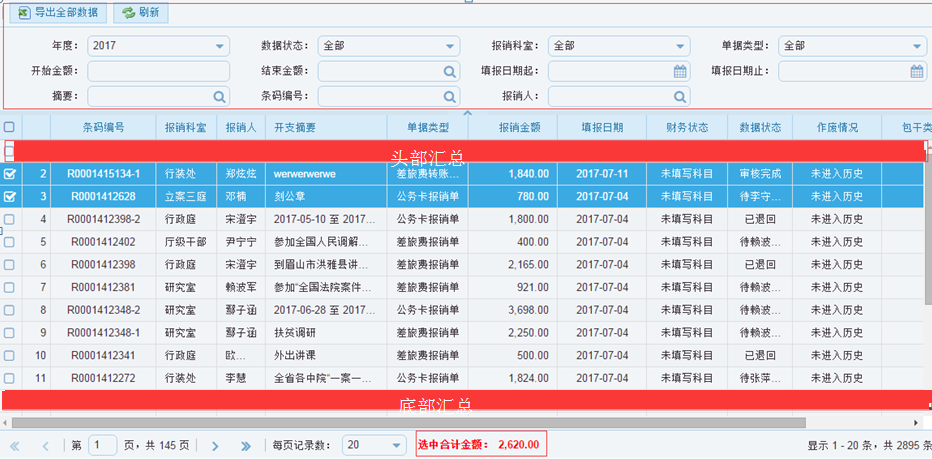 导出全部数据 刷新
年度： 2017 数据状态： 全部 报销科室： 全部 单据类型： 全部
开始金额： 结束金额： 填报日期起： 填报日期止：
摘要： 条码编号： 报销人：
条码编号 报销科室 报销人 开支摘要 单据类型 报销金额 填报日期 财务状态 数据状态 作废情况 包干类
头部汇总
2 R0001415134-1 行装处 郑炫炫 werwerwerwe 差旅费转账... 1,840.00 2017-07-11 未填写科目 审核完成 未进入历史
3 R0001412628 立案三庭 邓楠 刻公章 公务卡报销单 780.00 2017-07-04 未填写科目 待李守... 未进入历史
4 R0001412398-2 行政庭 宋澐宇 2017-05-10 至 2017... 公务卡报销单 1,800.00 2017-07-04 未填写科目 已退回 未进入历史
5 R0001412402 厅级干部 尹宁宁 参加全国人民调解... 差旅费报销单 400.00 2017-07-04 未填写科目 待赖波... 未进入历史
6 R0001412398 行政庭 宋澐宇 到眉山市洪雅县讲... 差旅费报销单 2,165.00 2017-07-04 未填写科目 已退回 未进入历史
7 R0001412381 研究室 赖波军 参加“全国法院案件... 差旅费报销单 921.00 2017-07-04 未填写科目 待赖波... 未进入历史
8 R0001412348-2 研究室 鄢子涵 2017-06-28 至 2017... 公务卡报销单 3,698.00 2017-07-04 未填写科目 待赖波... 未进入历史
9 R0001412348-1 研究室 鄢子涵 扶贫调研 差旅费报销单 2,250.00 2017-07-04 未填写科目 待赖波... 未进入历史
10 R0001412341 行政庭 欧... 外出讲课 差旅费报销单 500.00 2017-07-04 未填写科目 已退回 未进入历史
11 R0001412272 行装处 李慧 全省各中院“一案一... 公务卡报销单 1,824.00 2017-07-04 未填写科目 待张萍... 未进入历史
底部汇总
第 1 页，共 145 页 每页记录数： 20 选中合计金额： 2,620.00 显示 1 - 20 条，共 2895 条